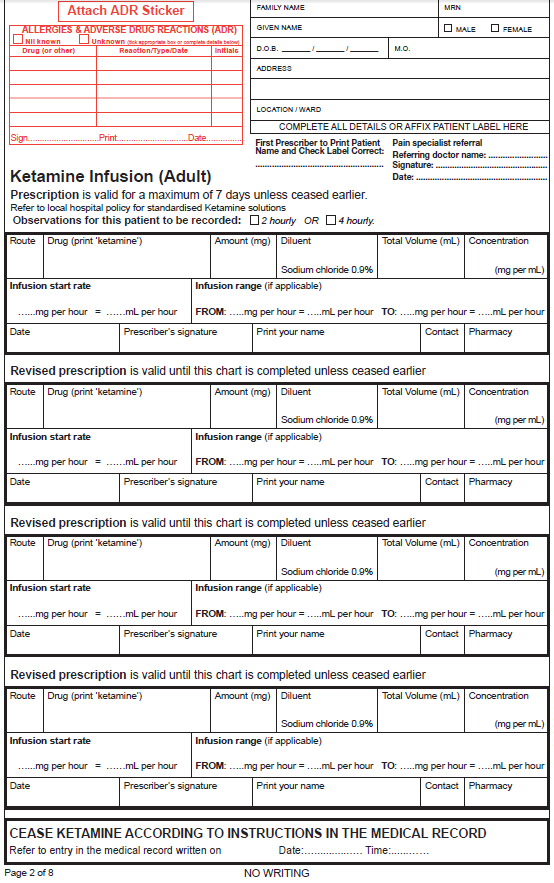 Attach ADR Sticker
ALLERGIES & ADVERSE DRUG REACTIONS (ADR)
Nil known Unknown (tick appropriate box or complete details below)
Drug (or other) Reaction/Type/Date Initials
Sign............................Print.........................Date.............
FAMILY NAME MRN
GIVEN NAME MALE FEMALE
D.O.B. _______ / _______ / _______ M.O.
ADDRESS
LOCATION / WARD
COMPLETE ALL DETAILS OR AFFIX PATIENT LABEL HERE
First Prescriber to Print Patient
Name and Check Label Correct:
................................................
Pain specialist referral
Referring doctor name: ......................
Signature: ..........................................
Date: .................................................
Ketamine Infusion (Adult)
Prescription is valid for a maximum of 7 days unless ceased earlier.
Refer to local hospital policy for standardised Ketamine solutions
Observations for this patient to be recorded: 2 hourly OR 4 hourly.
Route Drug (print 'ketamine') Amount (mg) Diluent Total Volume (mL) Concentration
Sodium chloride 0.9% (mg per mL)
Infusion start rate Infusion range (if applicable)
......mg per hour = ......mL per hour FROM: .....mg per hour = .....mL per hour TO: .....mg per hour = .....mL per hour
Date Prescriber's signature Print your name Contact Pharmacy
Revised prescription is valid until this chart is completed unless ceased earlier
Route Drug (print 'ketamine') Amount (mg) Diluent Total Volume (mL) Concentration
Sodium chloride 0.9% (mg per mL)
Infusion start rate Infusion range (if applicable)
......mg per hour = ......mL per hour FROM: .....mg per hour = .....mL per hour TO: .....mg per hour = .....mL per hour
Date Prescriber's signature Print your name Contact Pharmacy
Revised prescription is valid until this chart is completed unless ceased earlier
Route Drug (print 'ketamine') Amount (mg) Diluent Total Volume (mL) Concentration
Sodium chloride 0.9% (mg per mL)
Infusion start rate Infusion range (if applicable)
......mg per hour = ......mL per hour FROM: .....mg per hour = .....mL per hour TO: .....mg per hour = .....mL per hour
Date Prescriber's signature Print your name Contact Pharmacy
Revised prescription is valid until this chart is completed unless ceased earlier
Route Drug (print 'ketamine') Amount (mg) Diluent Total Volume (mL) Concentration
Sodium chloride 0.9% (mg per mL)
Infusion start rate Infusion range (if applicable)
......mg per hour = ......mL per hour FROM: .....mg per hour = .....mL per hour TO: .....mg per hour = .....mL per hour
Date Prescriber's signature Print your name Contact Pharmacy
CEASE KETAMINE ACCORDING TO INSTRUCTIONS IN THE MEDICAL RECORD
Refer to entry in the medical record written on Date:.................... Time:.............
Page 2 of 8 NO WRITING